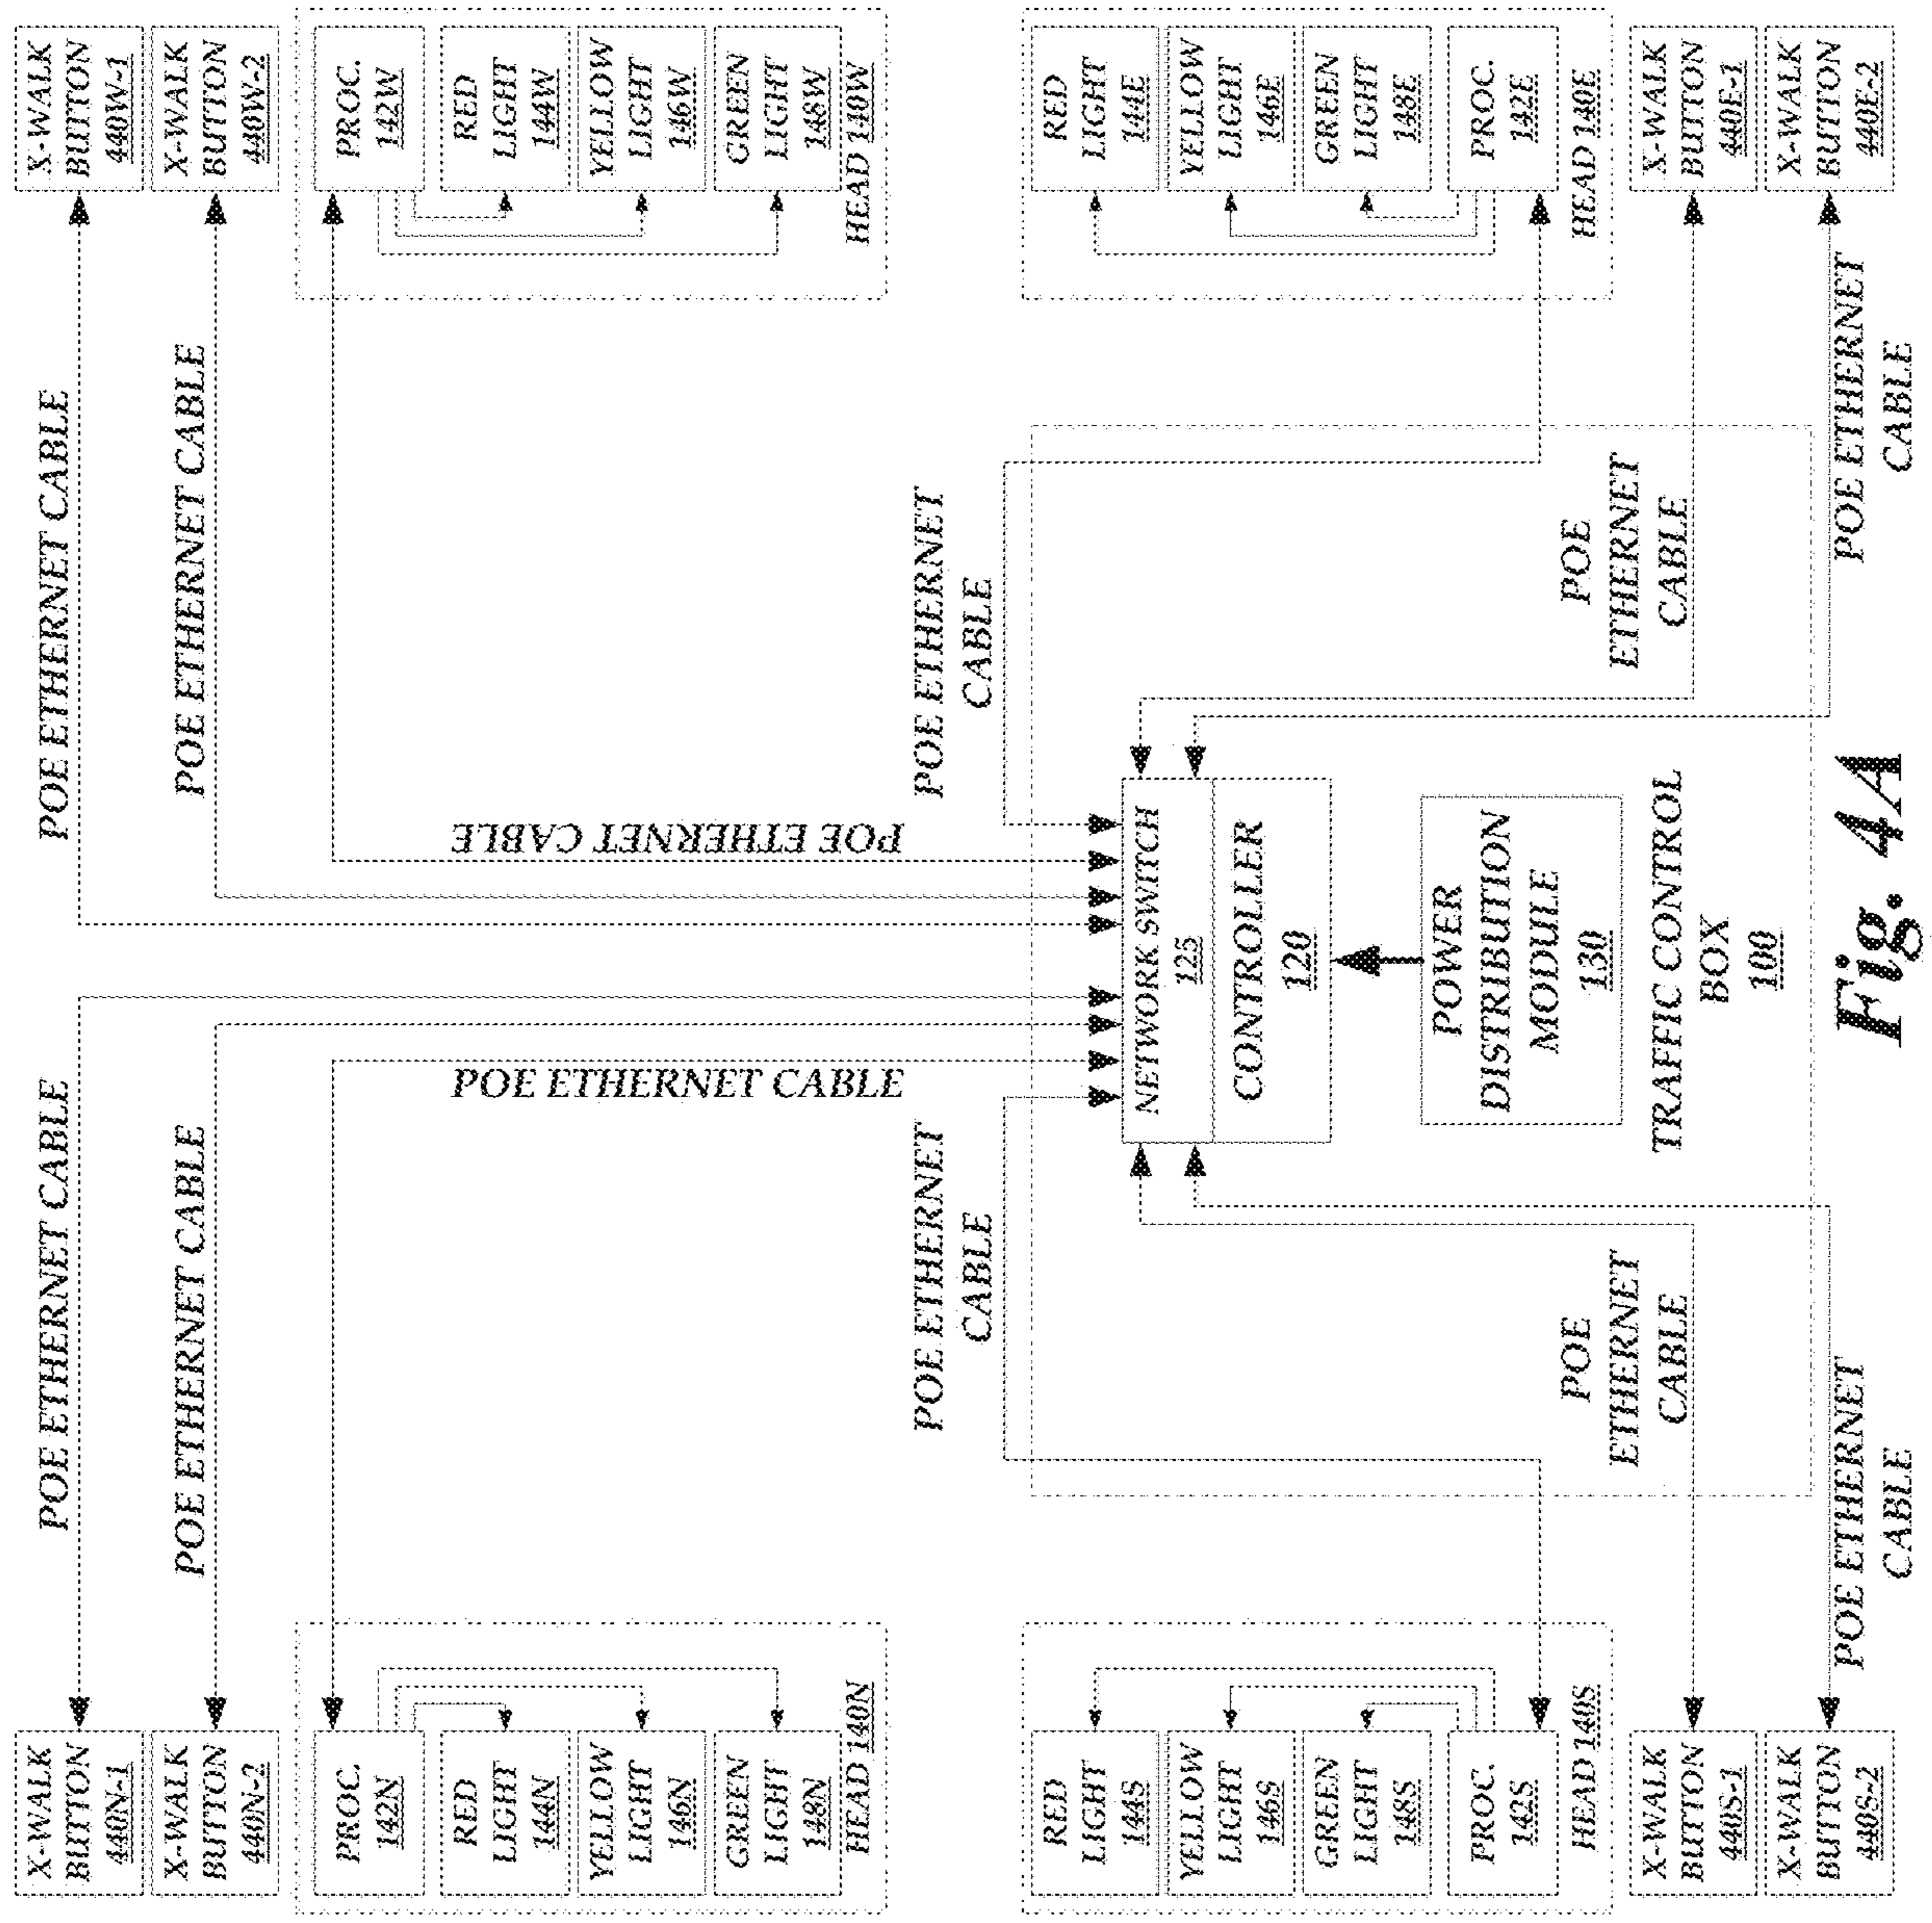 X-WALK
BUTTON
440N-1
X-WALK
BUTTON
440N-2
PROC.
142N
RED
LIGHT
144N
YELLOW
LIGHT
146N
GREEN
LIGHT
148N
HEAD 140N
RED
LIGHT
144S
YELLOW
LIGHT
146S
GREEN
LIGHT
148S
PROC.
142S
HEAD 140S
X-WALK
BUTTON
440S-1
X-WALK
BUTTON
440S-2
POE ETHERNET CABLE
POE ETHERNET CABLE
POE ETHERNET CABLE
POE ETHERNET
CABLE
POE
ETHERNET
CABLE
POE ETHERNET
CABLE
NETWORK SWITCH
125
CONTROLLER
120
POWER
DISTRIBUTION
MODULE
130
TRAFFIC CONTROL
BOX
100
Fig. 4A
POE ETHERNET CABLE
POE ETHERNET CABLE
POE ETHERNET CABLE
POE ETHERNET
CABLE
POE
ETHERNET
CABLE
POE ETHERNET
CABLE
X-WALK
BUTTON
440W-1
X-WALK
BUTTON
440W-2
PROC.
142W
RED
LIGHT
144W
YELLOW
LIGHT
146W
GREEN
LIGHT
148W
HEAD 140W
RED
LIGHT
144E
YELLOW
LIGHT
146E
GREEN
LIGHT
148E
PROC.
142E
HEAD 140E
X-WALK
BUTTON
440E-1
X-WALK
BUTTON
440E-2